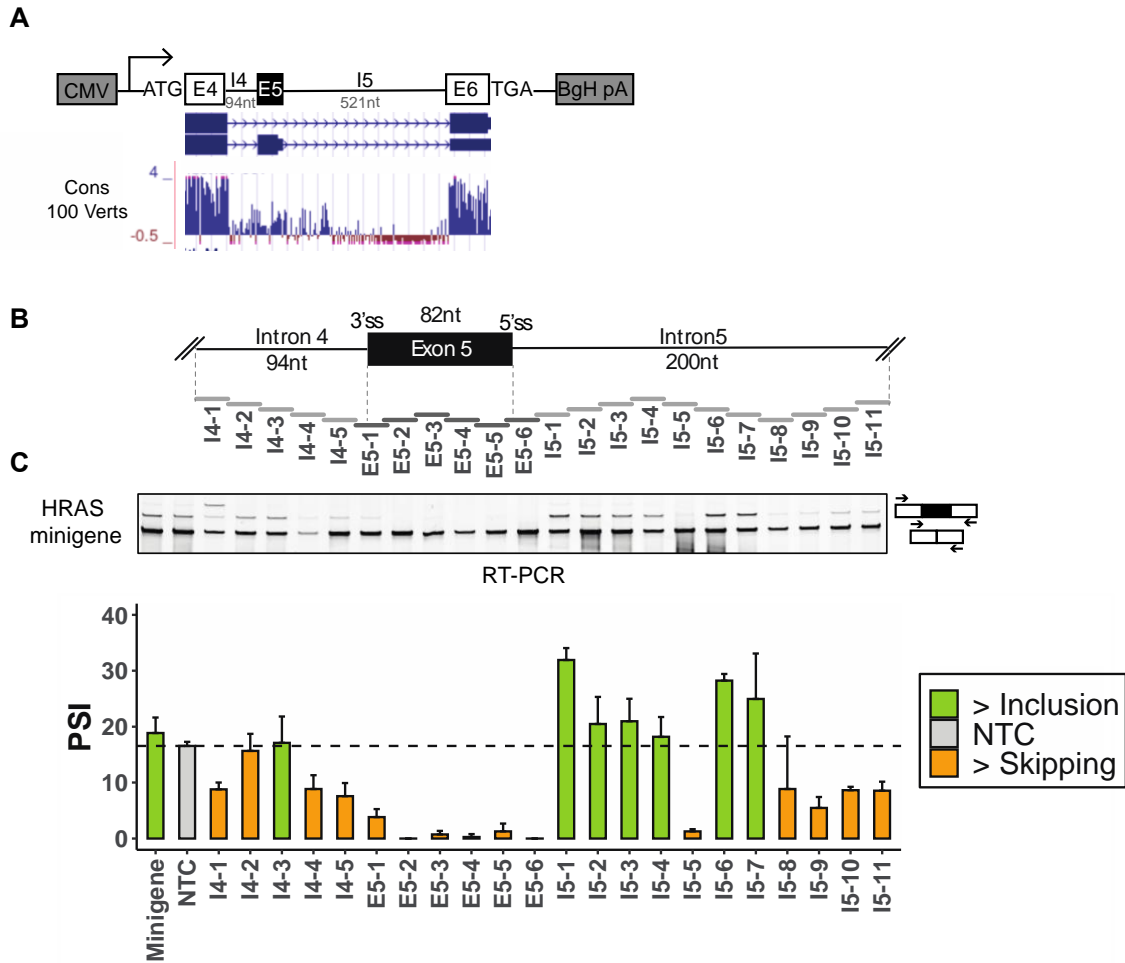 A
CMV ATG E4 I4 E5 I5 E6 TGA BgH pA
94nt 521nt
4
Cons
100 Verts
-0.5
B
3'ss 82nt 5'ss
Intron 4 Exon 5 Intron5
94nt 200nt
I4-1 I4-2 I4-3 I4-4 I4-5 E5-1 E5-2 E5-3 E5-4 E5-5 E5-6 I5-1 I5-2 I5-3 I5-4 I5-5 I5-6 I5-7 I5-8 I5-9 I5-10 I5-11
C
HRAS
minigene
RT-PCR
PSI
40
30
20
10
0
> Inclusion
NTC
> Skipping
Minigene NTC I4-1 I4-2 I4-3 I4-4 I4-5 E5-1 E5-2 E5-3 E5-4 E5-5 E5-6 I5-1 I5-2 I5-3 I5-4 I5-5 I5-6 I5-7 I5-8 I5-9 I5-10 I5-11